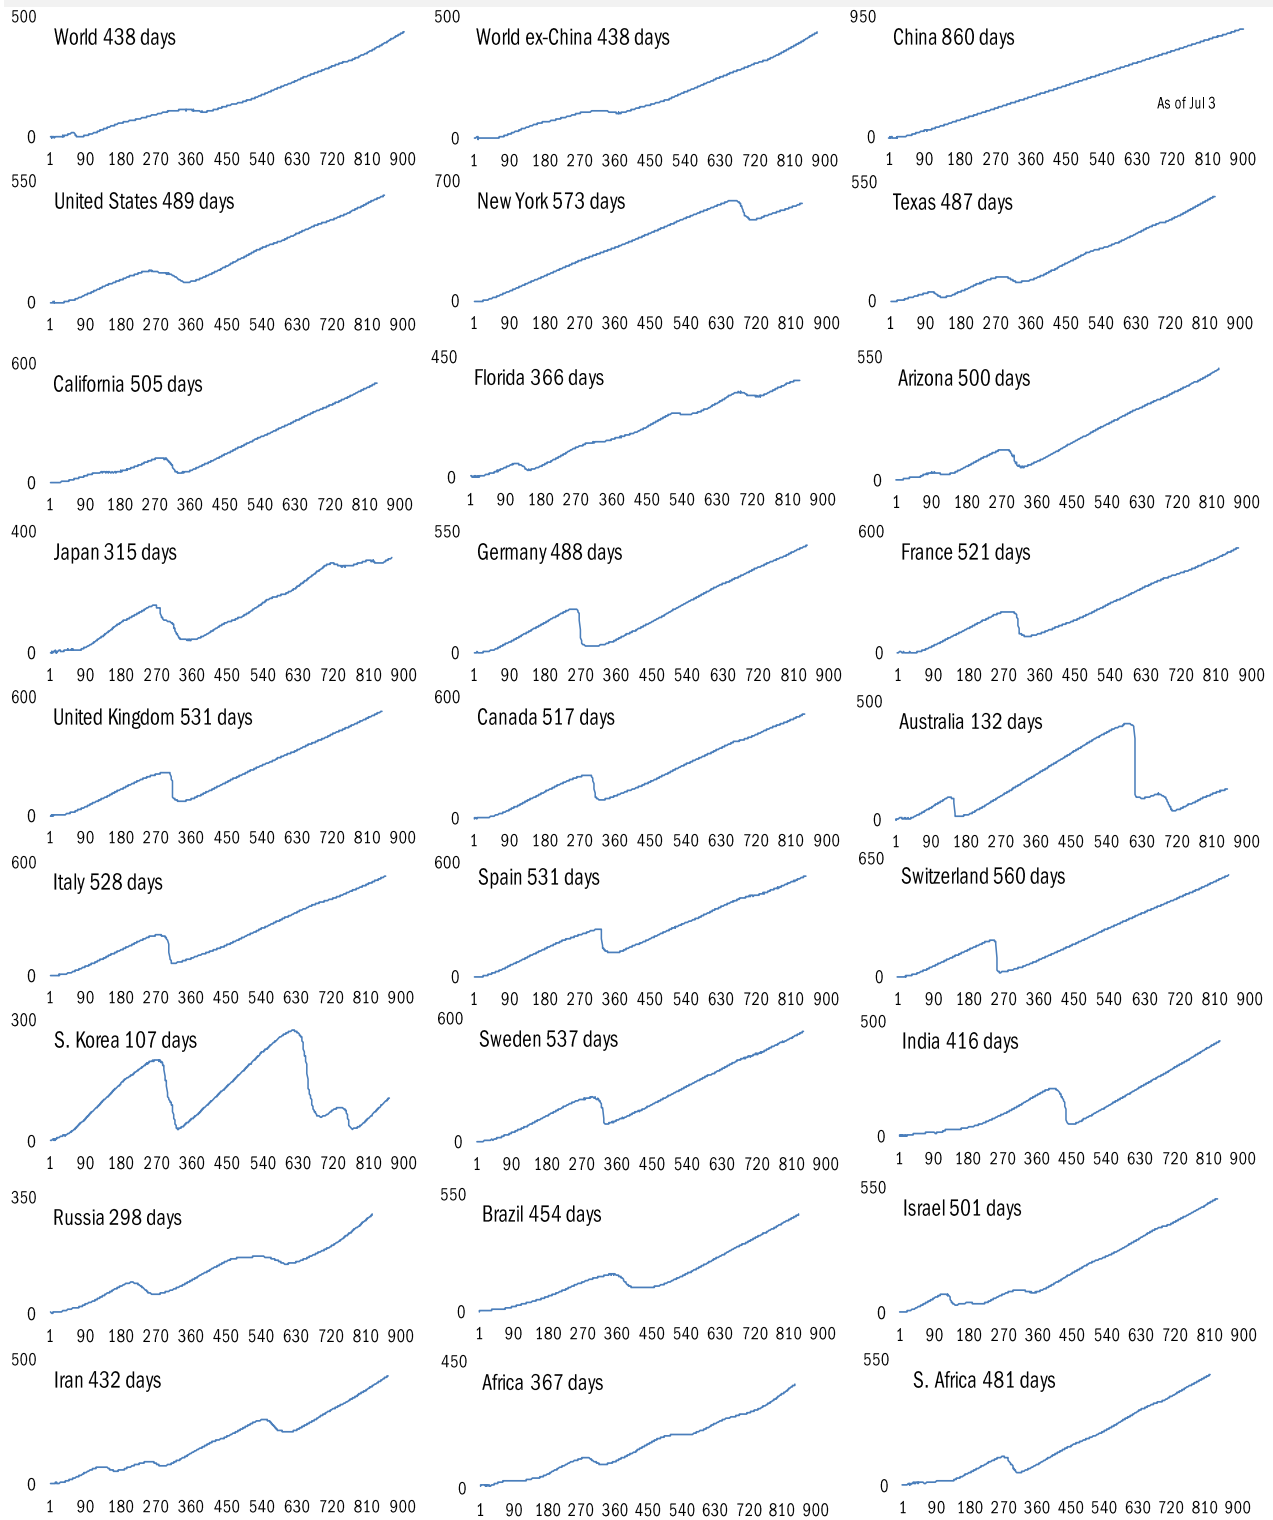 500 500 950
World 438 days World ex-China 438 days China 860 days
As of Jul 3
0 0 0
1 90 180 270 360 450 540 630 720 810 900 1 90 180 270 360 450 540 630 720 810 900 1 90 180 270 360 450 540 630 720 810 900
550 700 550
United States 489 days New York 573 days Texas 487 days
0 0 0
1 90 180 270 360 450 540 630 720 810 900 1 90 180 270 360 450 540 630 720 810 900 1 90 180 270 360 450 540 630 720 810 900
600 450 550
California 505 days Florida 366 days Arizona 500 days
0 0 0
1 90 180 270 360 450 540 630 720 810 900 1 90 180 270 360 450 540 630 720 810 900 1 90 180 270 360 450 540 630 720 810 900
400 550 600
Japan 315 days Germany 488 days France 521 days
0 0 0
1 90 180 270 360 450 540 630 720 810 900 1 90 180 270 360 450 540 630 720 810 900 1 90 180 270 360 450 540 630 720 810 900
600 600 500
United Kingdom 531 days Canada 517 days Australia 132 days
0 0 0
1 90 180 270 360 450 540 630 720 810 900 1 90 180 270 360 450 540 630 720 810 900 1 90 180 270 360 450 540 630 720 810 900
600 600 650
Italy 528 days Spain 531 days Switzerland 560 days
0 0 0
1 90 180 270 360 450 540 630 720 810 900 1 90 180 270 360 450 540 630 720 810 900 1 90 180 270 360 450 540 630 720 810 900
300 600 500
S. Korea 107 days Sweden 537 days India 416 days
0 0 0
1 90 180 270 360 450 540 630 720 810 900 1 90 180 270 360 450 540 630 720 810 900 1 90 180 270 360 450 540 630 720 810 900
350 550 550
Russia 298 days Brazil 454 days Israel 501 days
0 0 0
1 90 180 270 360 450 540 630 720 810 900 1 90 180 270 360 450 540 630 720 810 900 1 90 180 270 360 450 540 630 720 810 900
500 450 550
Iran 432 days Africa 367 days S. Africa 481 days
0 0 0
1 90 180 270 360 450 540 630 720 810 900 1 90 180 270 360 450 540 630 720 810 900 1 90 180 270 360 450 540 630 720 810 900